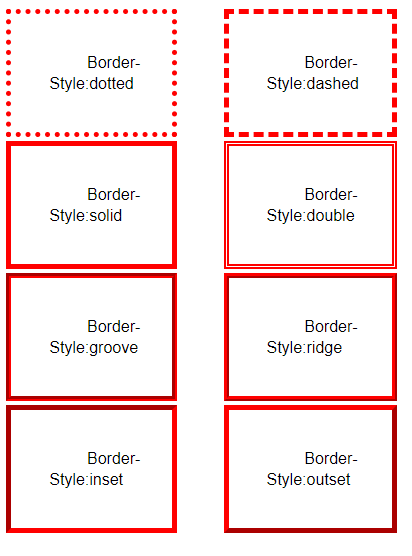 Border-
Style:dotted
Border-
Style:dashed
Border-
Style:solid
Border-
Style:double
Border-
Style:groove
Border-
Style:ridge
Border-
Style:inset
Border-
Style:outset